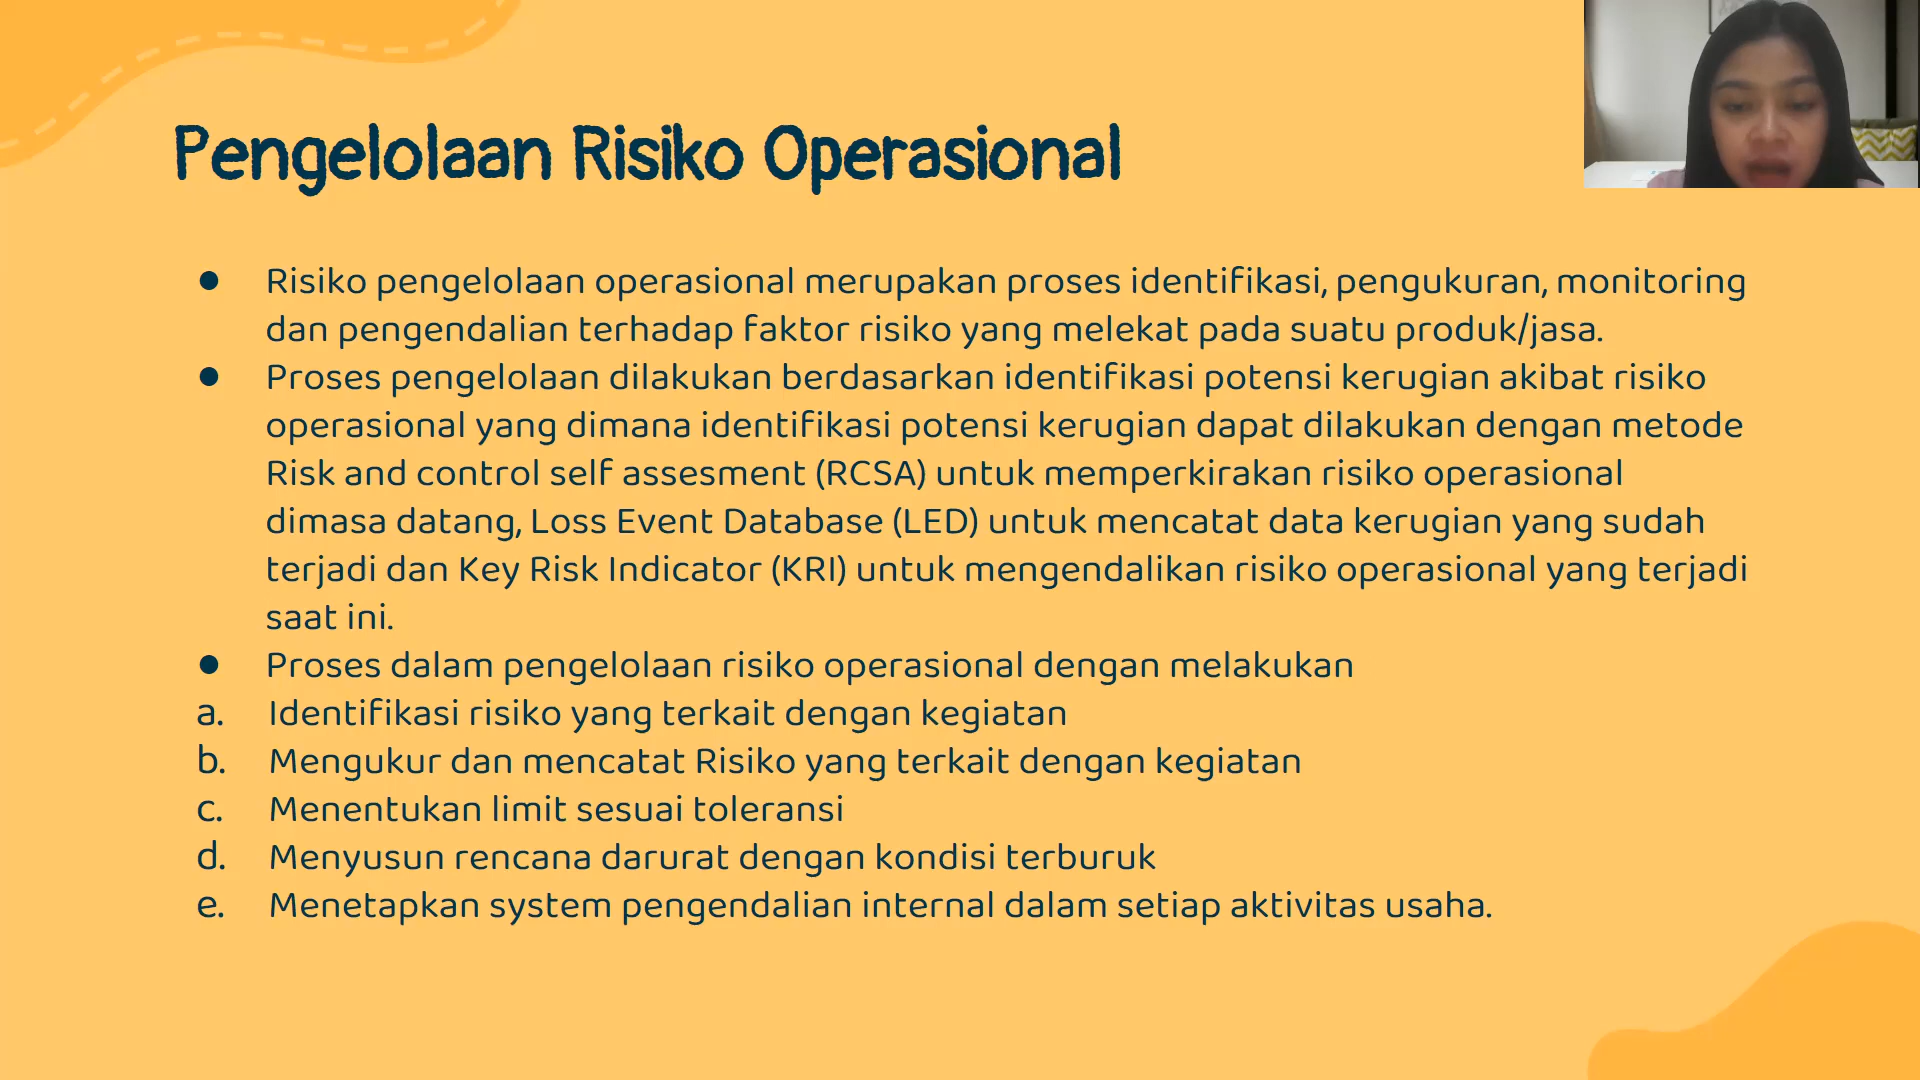 Pengelolaan Risiko Operasional
● Risiko pengelolaan operasional merupakan proses identifikasi, pengukuran, monitoring
dan pengendalian terhadap faktor risiko yang melekat pada suatu produk/jasa.
● Proses pengelolaan dilakukan berdasarkan identifikasi potensi kerugian akibat risiko
operasional yang dimana identifikasi potensi kerugian dapat dilakukan dengan metode
Risk and control self assesment (RCSA) untuk memperkirakan risiko operasional
dimasa datang, Loss Event Database (LED) untuk mencatat data kerugian yang sudah
terjadi dan Key Risk Indicator (KRI) untuk mengendalikan risiko operasional yang terjadi
saat ini.
● Proses dalam pengelolaan risiko operasional dengan melakukan
a. Identifikasi risiko yang terkait dengan kegiatan
b. Mengukur dan mencatat Risiko yang terkait dengan kegiatan
c. Menentukan limit sesuai toleransi
d. Menyusun rencana darurat dengan kondisi terburuk
e. Menetapkan system pengendalian internal dalam setiap aktivitas usaha.